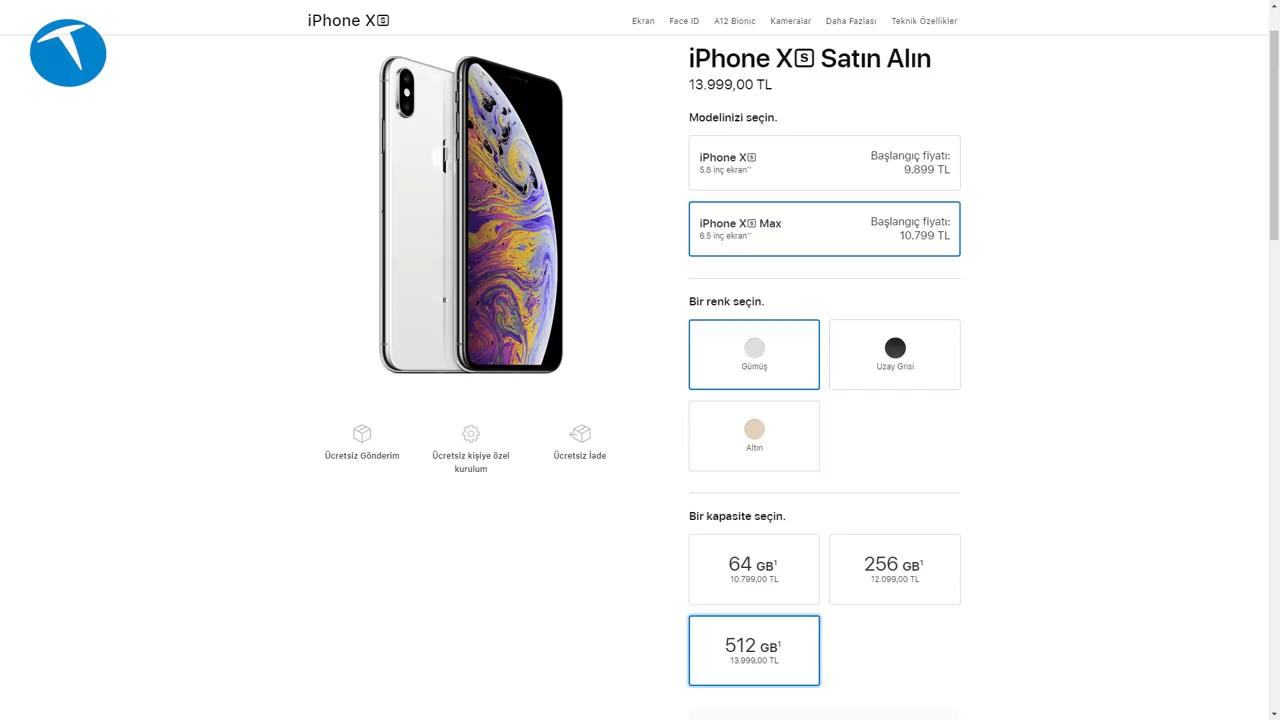 iPhone XS
Ekran
Face ID
A12 Bionic
Kameralar
Daha Fazlası
Teknik Özellikler
iPhone XS Satın Alın
13.999,00 TL
Modelinizi seçin.
iPhone XS
5.8 inç ekran**
Başlangıç fiyatı:
9.899 TL
iPhone XS Max
6.5 inç ekran**
Başlangıç fiyatı:
10.799 TL
Bir renk seçin.
Gümüş
Uzay Grisi
Altın
Ücretsiz Gönderim
Ücretsiz kişiye özel
kurulum
Ücretsiz İade
Bir kapasite seçin.
64 GB¹
10.799,00 TL
256 GB¹
12.099,00 TL
512 GB¹
13.999,00 TL